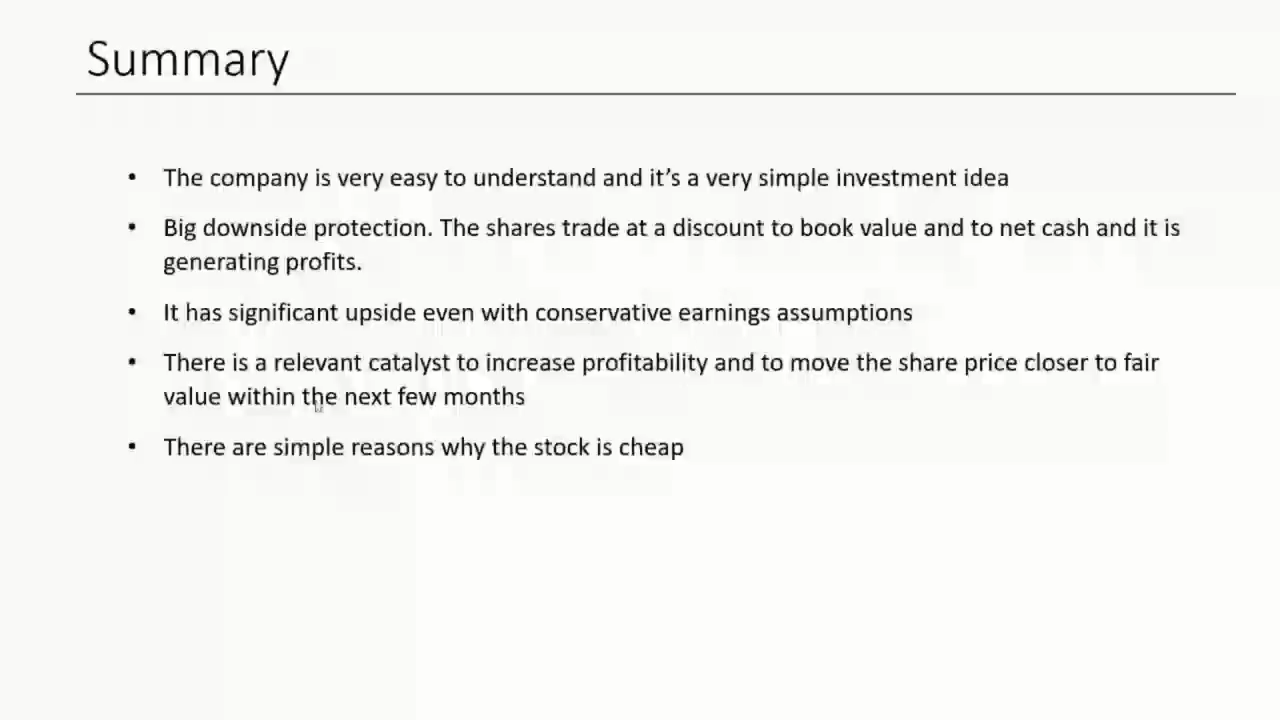 Summary
• The company is very easy to understand and it’s a very simple investment idea
• Big downside protection. The shares trade at a discount to book value and to net cash and it is
generating profits.
• It has significant upside even with conservative earnings assumptions
• There is a relevant catalyst to increase profitability and to move the share price closer to fair
value within the next few months
• There are simple reasons why the stock is cheap